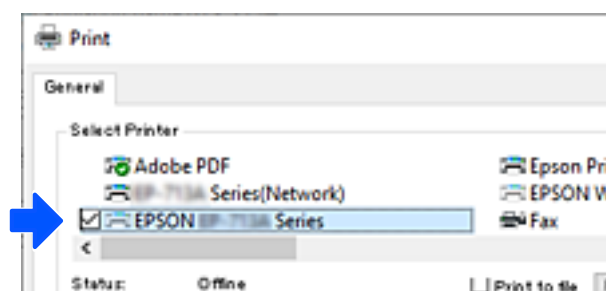 Print
General
Select Printer
Adobe PDF Epson Pri
Series(Network) EPSON W
EPSON Series Fax
Status: Offline Print to file